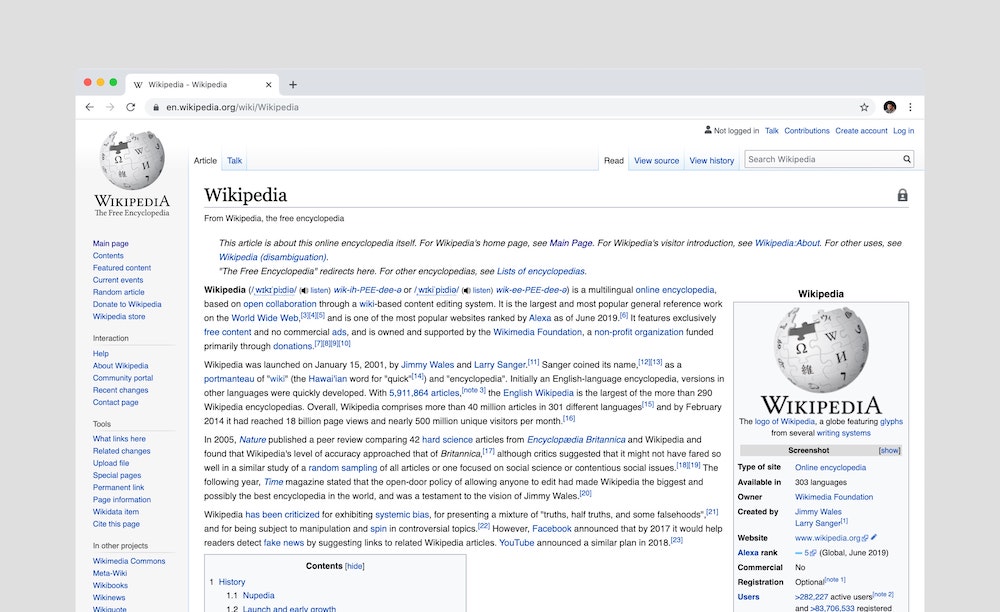 Wikipedia - Wikipedia
en.wikipedia.org/wiki/Wikipedia
Not logged in Talk Contributions Create account Log in
Article Talk
Read View source View history Search Wikipedia
WIKIPEDIA
The Free Encyclopedia
Main page
Contents
Featured content
Current events
Random article
Donate to Wikipedia
Wikipedia store
Interaction
Help
About Wikipedia
Community portal
Recent changes
Contact page
Tools
What links here
Related changes
Upload file
Special pages
Permanent link
Page information
Wikidata item
Cite this page
In other projects
Wikimedia Commons
Meta-Wiki
Wikibooks
Wikinews
Wikiquote
Wikipedia
From Wikipedia, the free encyclopedia
This article is about this online encyclopedia itself. For Wikipedia's home page, see Main Page. For Wikipedia's visitor introduction, see Wikipedia:About. For other uses, see
Wikipedia (disambiguation).
"The Free Encyclopedia" redirects here. For other encyclopedias, see Lists of encyclopedias.
Wikipedia (/ˌwɪkɪˈpiːdiə/ (listen) wik-ih-PEE-dee-ə or /ˌwɪkiˈpiːdiə/ (listen) wik-ee-PEE-dee-ə) is a multilingual online encyclopedia,
based on open collaboration through a wiki-based content editing system. It is the largest and most popular general reference work
on the World Wide Web,[3][4][5] and is one of the most popular websites ranked by Alexa as of June 2019.[6] It features exclusively
free content and no commercial ads, and is owned and supported by the Wikimedia Foundation, a non-profit organization funded
primarily through donations.[7][8][9][10]
Wikipedia was launched on January 15, 2001, by Jimmy Wales and Larry Sanger.[11] Sanger coined its name,[12][13] as a
portmanteau of "wiki" (the Hawai'ian word for "quick"[14]) and "encyclopedia". Initially an English-language encyclopedia, versions in
other languages were quickly developed. With 5,911,864 articles,[note 3] the English Wikipedia is the largest of the more than 290
Wikipedia encyclopedias. Overall, Wikipedia comprises more than 40 million articles in 301 different languages[15] and by February
2014 it had reached 18 billion page views and nearly 500 million unique visitors per month.[16]
In 2005, Nature published a peer review comparing 42 hard science articles from Encyclopædia Britannica and Wikipedia and
found that Wikipedia's level of accuracy approached that of Britannica,[17] although critics suggested that it might not have fared so
well in a similar study of a random sampling of all articles or one focused on social science or contentious social issues.[18][19] The
following year, Time magazine stated that the open-door policy of allowing anyone to edit had made Wikipedia the biggest and
possibly the best encyclopedia in the world, and was a testament to the vision of Jimmy Wales.[20]
Wikipedia has been criticized for exhibiting systemic bias, for presenting a mixture of "truths, half truths, and some falsehoods",[21]
and for being subject to manipulation and spin in controversial topics.[22] However, Facebook announced that by 2017 it would help
readers detect fake news by suggesting links to related Wikipedia articles. YouTube announced a similar plan in 2018.[23]
Contents [hide]
1 History
1.1 Nupedia
1.2 Launch and early growth
Wikipedia
WIKIPEDIA
The logo of Wikipedia, a globe featuring glyphs
from several writing systems
Screenshot [show]
Type of site Online encyclopedia
Available in 303 languages
Owner Wikimedia Foundation
Created by Jimmy Wales
Larry Sanger[1]
Website www.wikipedia.org
Alexa rank — 5 (Global, June 2019)
Commercial No
Registration Optional[note 1]
Users >282,227 active users[note 2]
and >83,706,533 registered